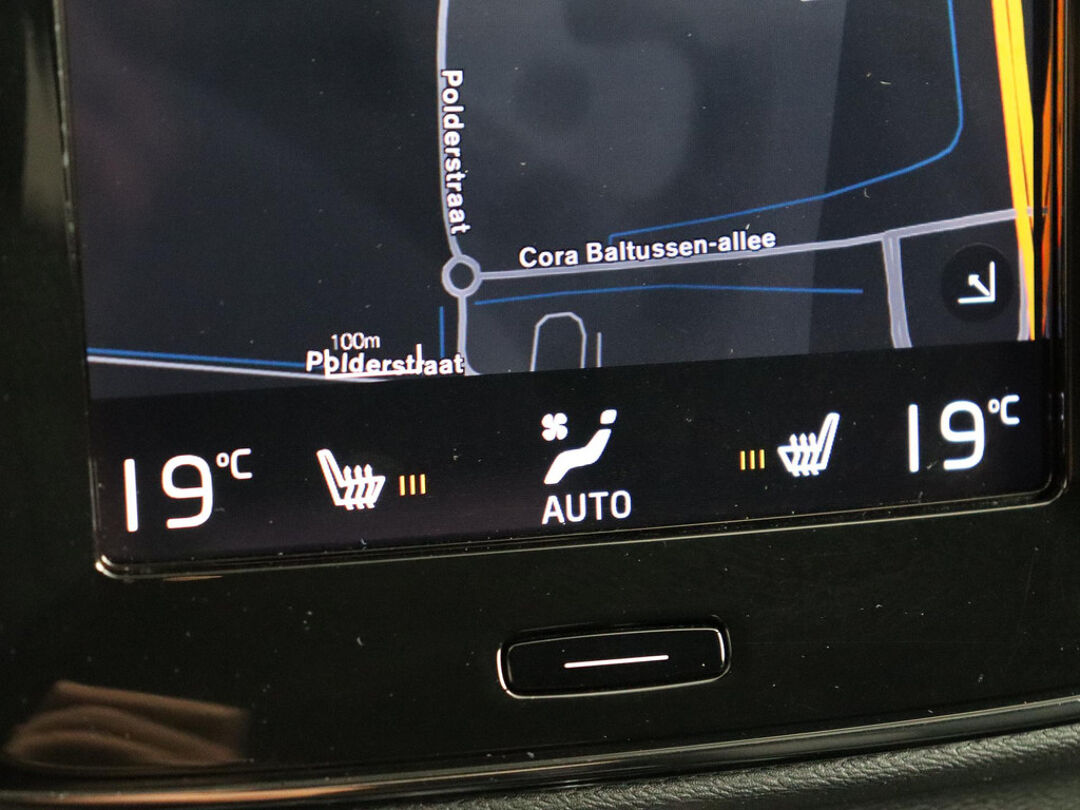 Polderstraat
Cora Baltussen-allee
100m
Polderstraat
19°C
19°C
AUTO